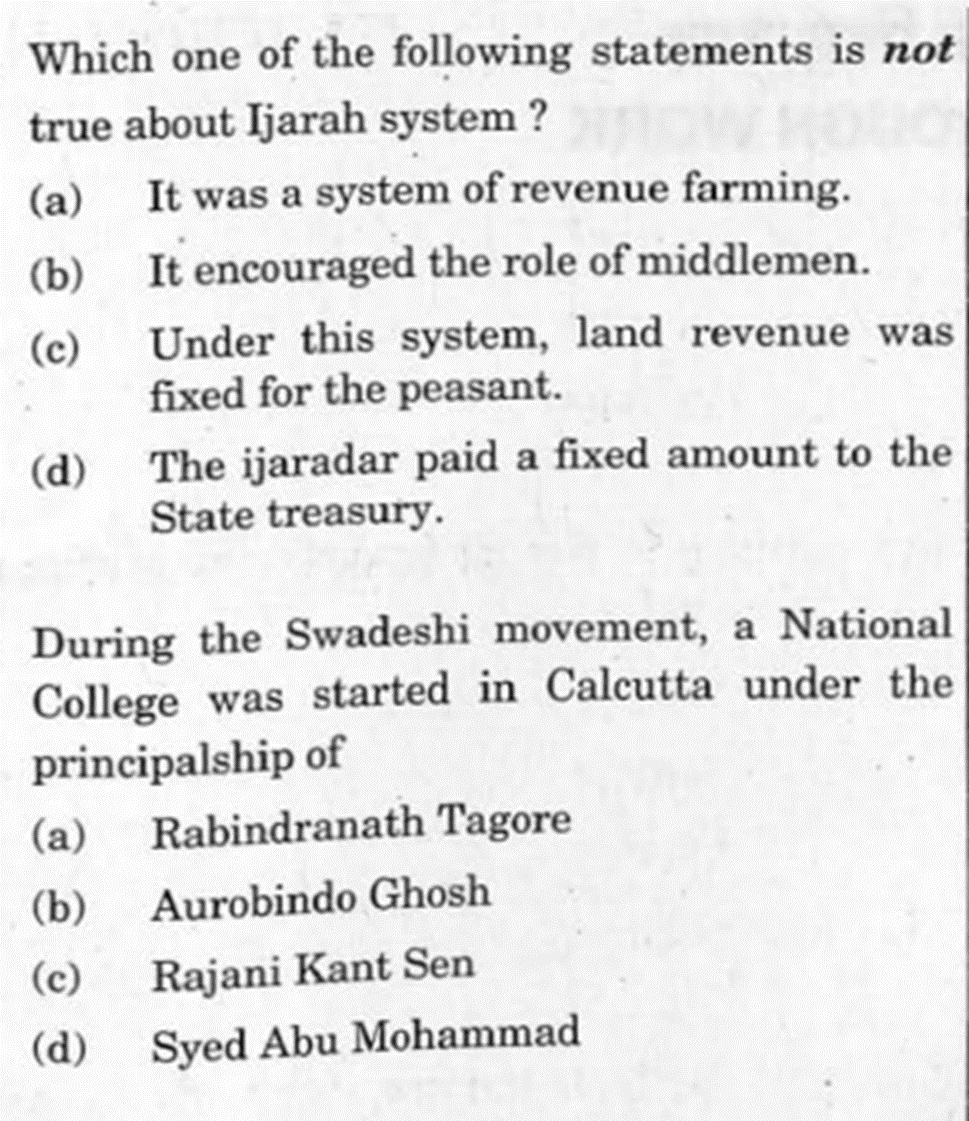 Which one of the following statements is not
true about Ijarah system ?
(a) It was a system of revenue farming.
(b) It encouraged the role of middlemen.
(c) Under this system, land revenue was
fixed for the peasant.
(d) The ijaradar paid a fixed amount to the
State treasury.
During the Swadeshi movement, a National
College was started in Calcutta under the
principalship of
(a) Rabindranath Tagore
(b) Aurobindo Ghosh
(c) Rajani Kant Sen
(d) Syed Abu Mohammad